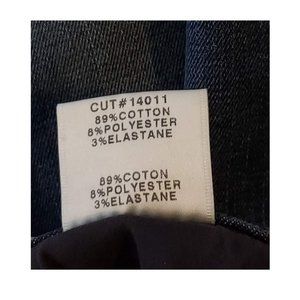 CUT#14011
89%COTTON
8%POLYESTER
3%ELASTANE
89%COTON
8%POLYESTER
3%ELASTANE